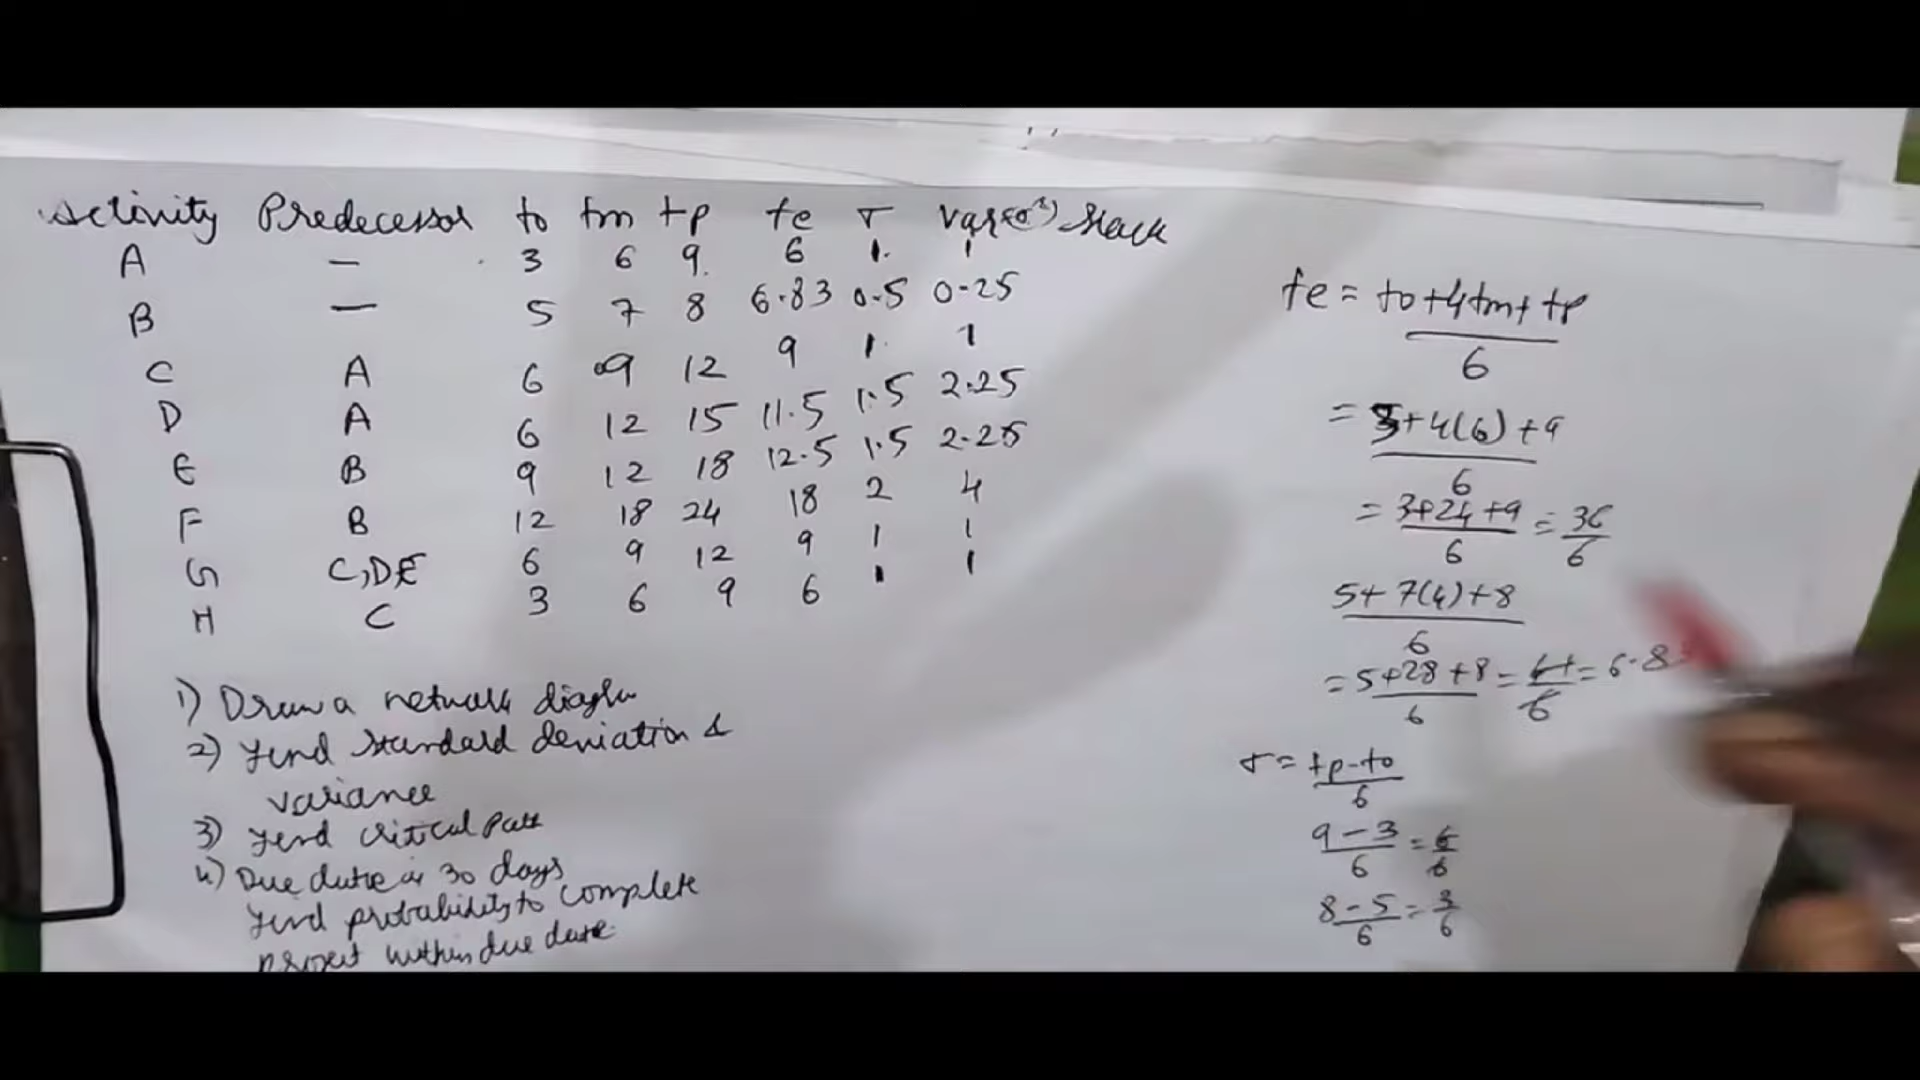 Activity Predecessor to tm tp te σ Var(σ²) Slack
A - 3 6 9 6 1 1
B - 5 7 8 6.83 0.5 0.25
C A 6 9 12 9 1 1
D A 6 12 15 11.5 1.5 2.25
E B 9 12 18 12.5 1.5 2.25
F B 12 18 24 18 2 4
G C,D,E 6 9 12 9 1 1
H C 3 6 9 6 1 1
1) Draw a network diagram
2) Find Standard deviation &
variance
3) Find Critical Path
4) Due date is 30 days
Find probability to complete
project within due date.
te = to+4tm+tp
6
= 3+4(6)+9
6
= 3+24+9 = 36
6 6
5+7(4)+8
6
= 5+28+8 = 41 = 6.83
6 6
σ = tp-to
6
9-3 = 6
6 6
8-5 = 3
6 6